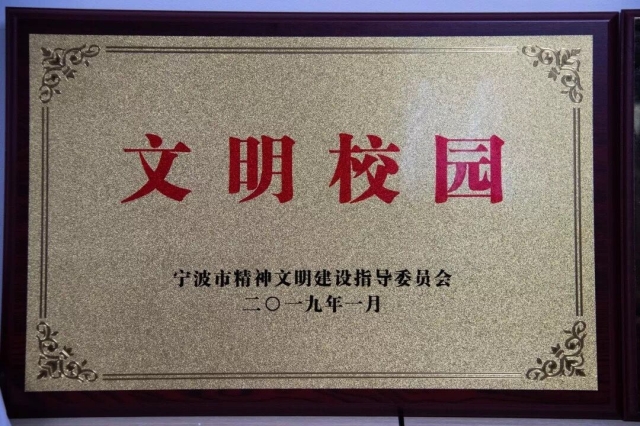 文明校园
宁波市精神文明建设指导委员会
二〇一九年一月